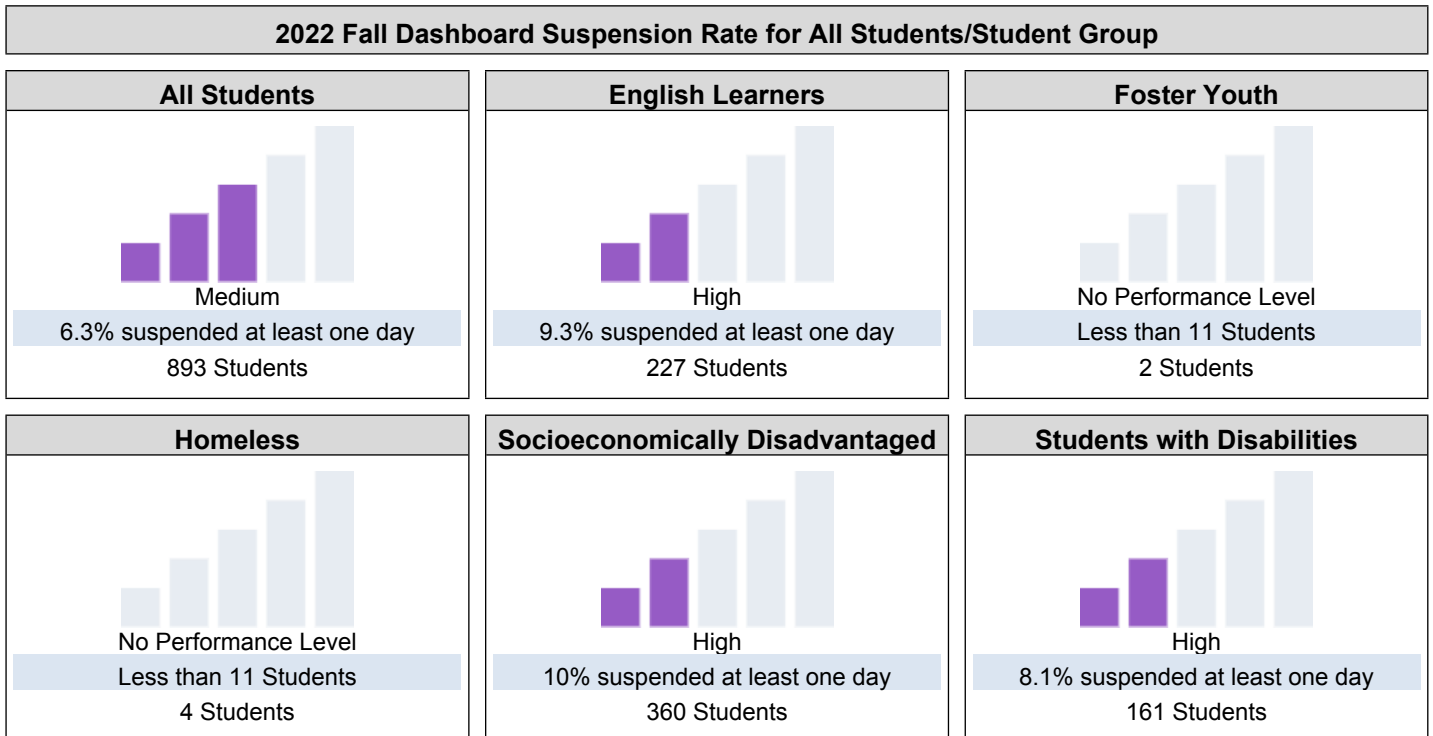 2022 Fall Dashboard Suspension Rate for All Students/Student Group
All Students
Medium
6.3% suspended at least one day
893 Students
English Learners
High
9.3% suspended at least one day
227 Students
Foster Youth
No Performance Level
Less than 11 Students
2 Students
Homeless
No Performance Level
Less than 11 Students
4 Students
Socioeconomically Disadvantaged
High
10% suspended at least one day
360 Students
Students with Disabilities
High
8.1% suspended at least one day
161 Students